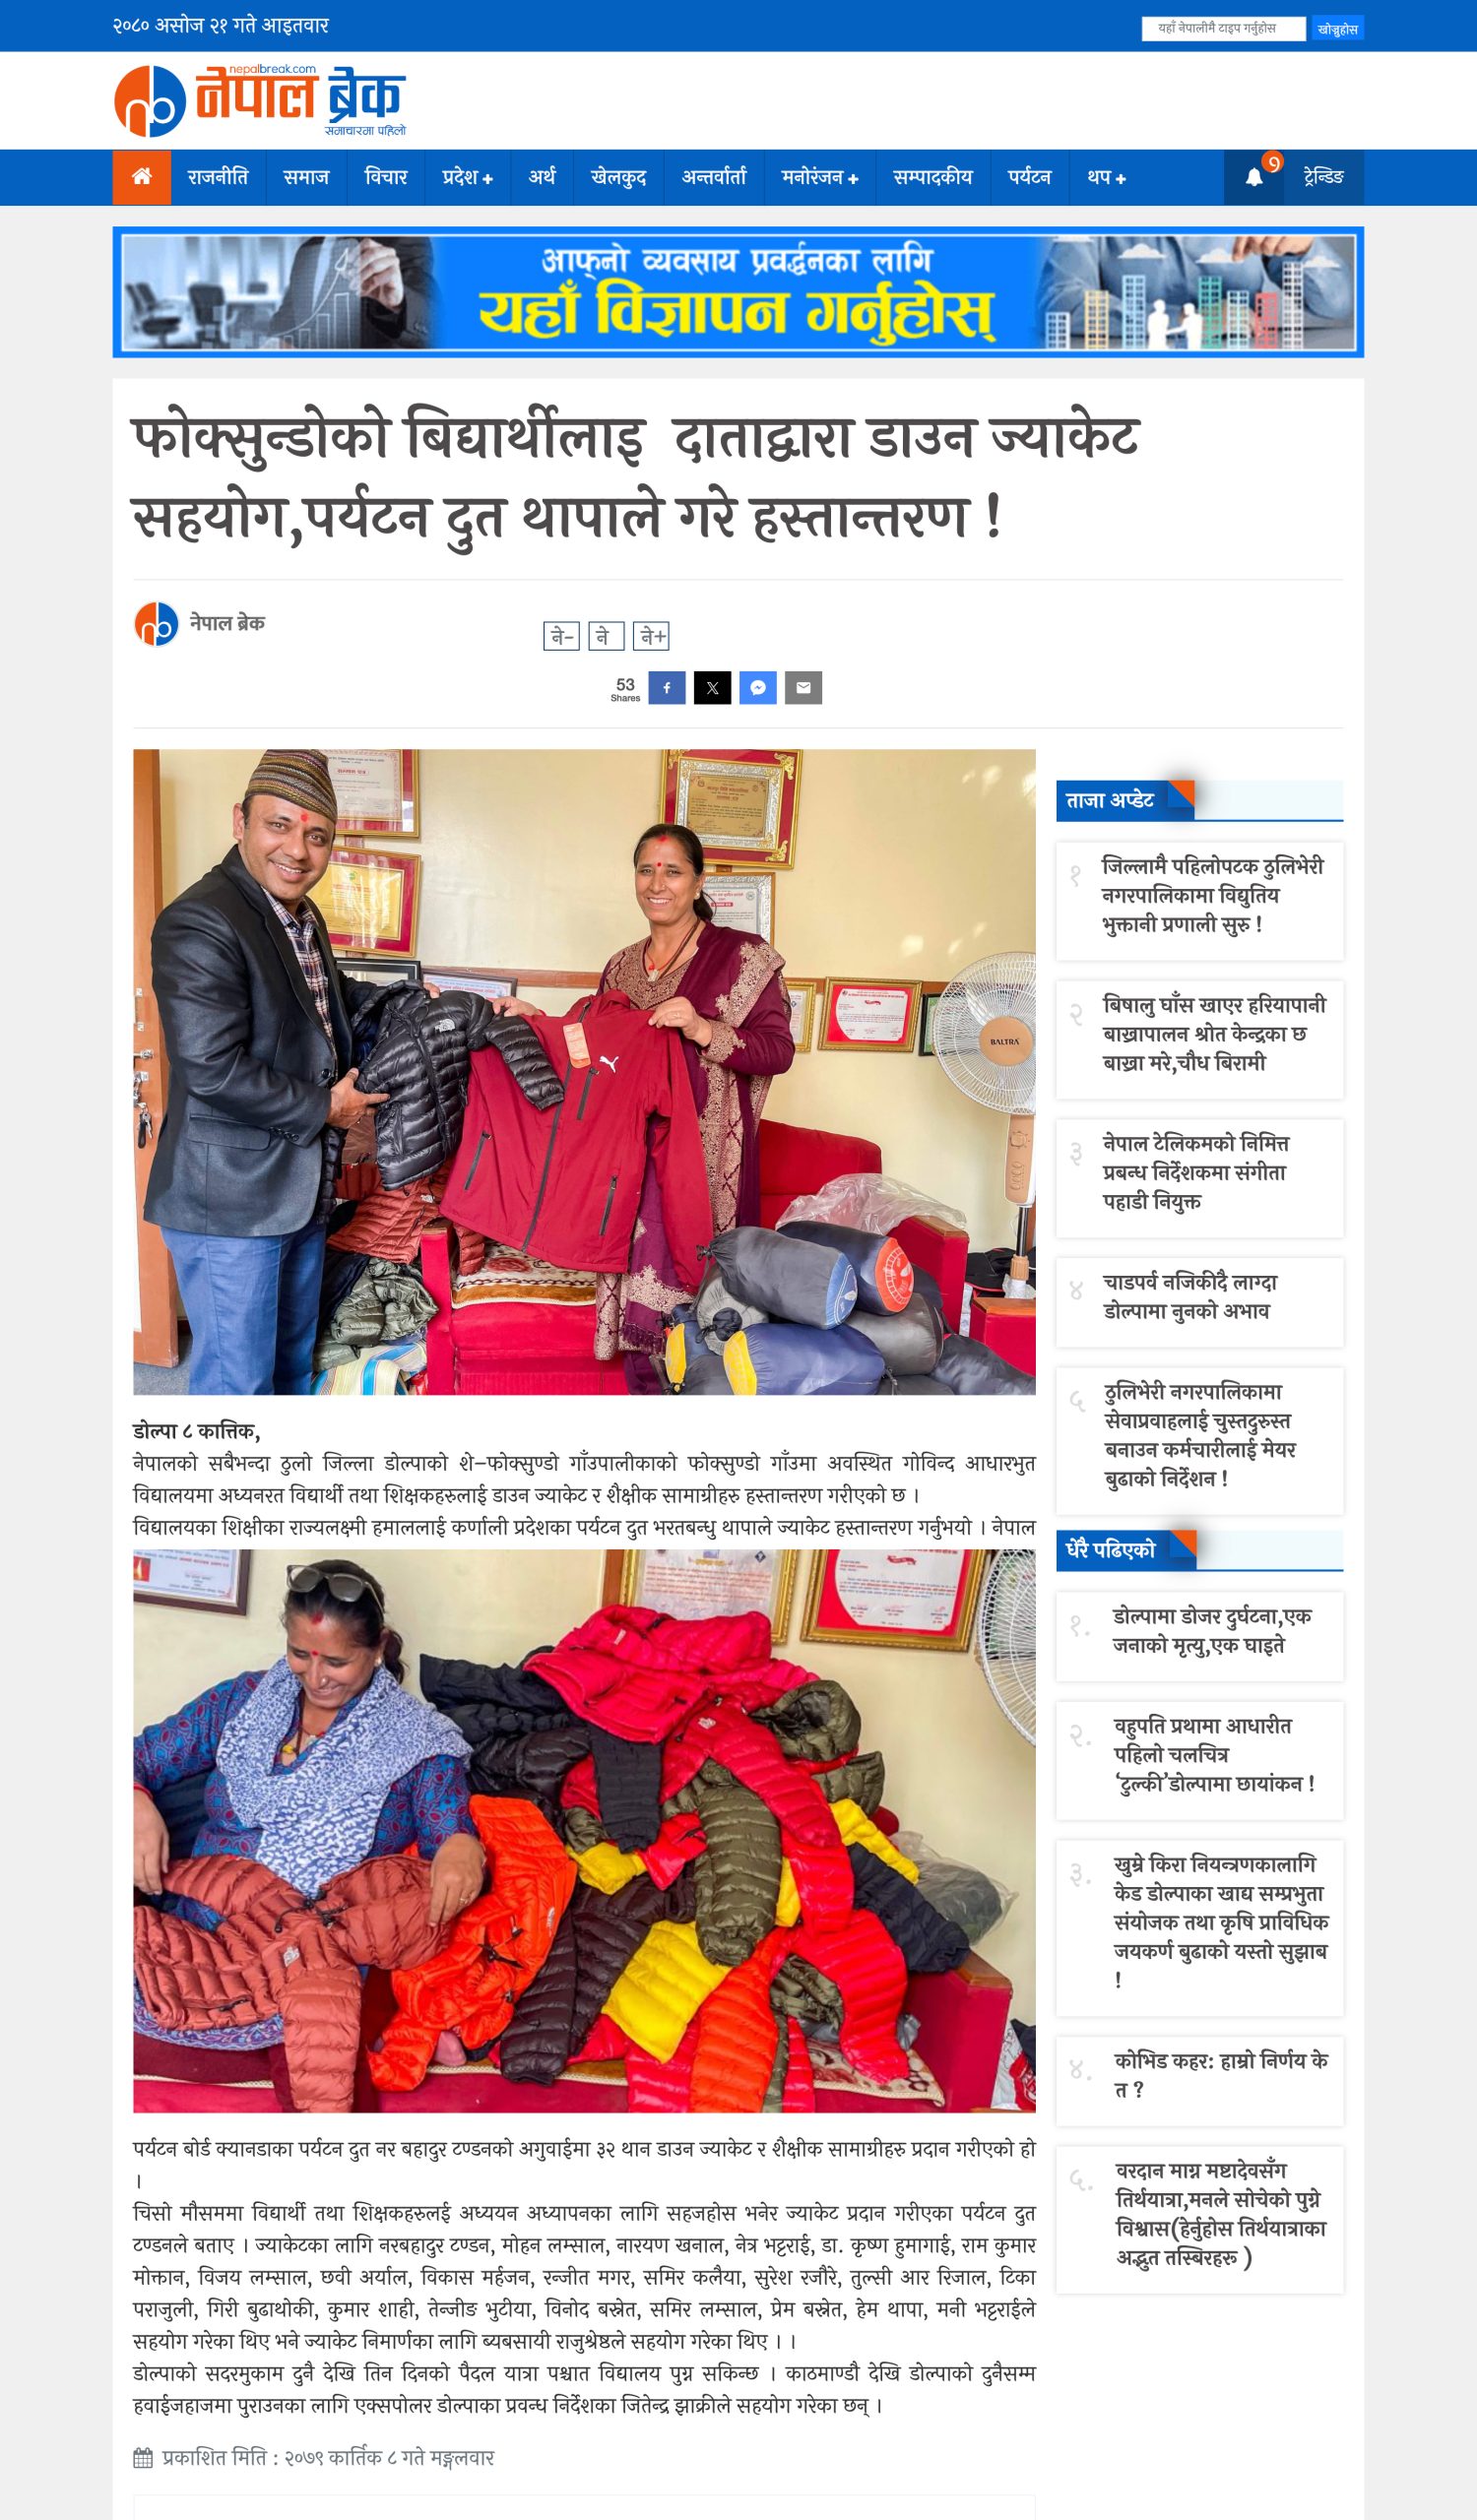 २०८० असोज २१ गते आइतवार
यहाँ नेपालीमै टाइप गर्नुहोस
खोज्नुहोस
nepalbreak.com
नेपाल ब्रेक
समाचारमा पहिलो
राजनीति समाज विचार प्रदेश + अर्थ खेलकुद अन्तर्वार्ता मनोरंजन + सम्पादकीय पर्यटन थप + १ ट्रेन्डिङ
आफ्नो व्यवसाय प्रवर्द्धनका लागि
यहाँ विज्ञापन गर्नुहोस्
फोक्सुन्डोको बिद्यार्थीलाइ दाताद्वारा डाउन ज्याकेट
सहयोग,पर्यटन दुत थापाले गरे हस्तान्तरण !
नेपाल ब्रेक
ने- ने ने+
53
Shares
BALTRA
डोल्पा ८ कात्तिक,
नेपालको सबैभन्दा ठुलो जिल्ला डोल्पाको शे–फोक्सुण्डो गाँउपालीकाको फोक्सुण्डो गाँउमा अवस्थित गोविन्द आधारभुत
विद्यालयमा अध्यनरत विद्यार्थी तथा शिक्षकहरुलाई डाउन ज्याकेट र शैक्षीक सामाग्रीहरु हस्तान्तरण गरीएको छ ।
विद्यालयका शिक्षीका राज्यलक्ष्मी हमाललाई कर्णाली प्रदेशका पर्यटन दुत भरतबन्धु थापाले ज्याकेट हस्तान्तरण गर्नुभयो । नेपाल
पर्यटन बोर्ड क्यानडाका पर्यटन दुत नर बहादुर टण्डनको अगुवाईमा ३२ थान डाउन ज्याकेट र शैक्षीक सामाग्रीहरु प्रदान गरीएको हो
।
चिसो मौसममा विद्यार्थी तथा शिक्षकहरुलई अध्ययन अध्यापनका लागि सहजहोस भनेर ज्याकेट प्रदान गरीएका पर्यटन दुत
टण्डनले बताए । ज्याकेटका लागि नरबहादुर टण्डन, मोहन लम्साल, नारयण खनाल, नेत्र भट्टराई, डा. कृष्ण हुमागाई, राम कुमार
मोक्तान, विजय लम्साल, छवी अर्याल, विकास मर्हजन, रन्जीत मगर, समिर कलैया, सुरेश रजौरे, तुल्सी आर रिजाल, टिका
पराजुली, गिरी बुढाथोकी, कुमार शाही, तेन्जीङ भुटीया, विनोद बस्नेत, समिर लम्साल, प्रेम बस्नेत, हेम थापा, मनी भट्टराईले
सहयोग गरेका थिए भने ज्याकेट निमार्णका लागि ब्यबसायी राजुश्रेष्ठले सहयोग गरेका थिए । ।
डोल्पाको सदरमुकाम दुनै देखि तिन दिनको पैदल यात्रा पश्चात विद्यालय पुग्न सकिन्छ । काठमाण्डौ देखि डोल्पाको दुनैसम्म
हवाईजहाजमा पुराउनका लागि एक्सपोलर डोल्पाका प्रवन्ध निर्देशका जितेन्द्र झाक्रीले सहयोग गरेका छन् ।
प्रकाशित मिति : २०७९ कार्तिक ८ गते मङ्गलवार
ताजा अप्डेट
१ जिल्लामै पहिलोपटक ठुलिभेरी
नगरपालिकामा विद्युतिय
भुक्तानी प्रणाली सुरु !
२ बिषालु घाँस खाएर हरियापानी
बाख्रापालन श्रोत केन्द्रका छ
बाख्रा मरे,चौध बिरामी
३ नेपाल टेलिकमको निमित्त
प्रबन्ध निर्देशकमा संगीता
पहाडी नियुक्त
४ चाडपर्व नजिकीदै लाग्दा
डोल्पामा नुनको अभाव
५ ठुलिभेरी नगरपालिकामा
सेवाप्रवाहलाई चुस्तदुरुस्त
बनाउन कर्मचारीलाई मेयर
बुढाको निर्देशन !
धेरै पढिएको
१. डोल्पामा डोजर दुर्घटना,एक
जनाको मृत्यु,एक घाइते
२. वहुपति प्रथामा आधारीत
पहिलो चलचित्र
‘टुल्की’डोल्पामा छायांकन !
३. खुम्रे किरा नियन्त्रणकालागि
केड डोल्पाका खाद्य सम्प्रभुता
संयोजक तथा कृषि प्राविधिक
जयकर्ण बुढाको यस्तो सुझाब
!
४. कोभिड कहर: हाम्रो निर्णय के
त ?
५. वरदान माग्न मष्टादेवसँग
तिर्थयात्रा,मनले सोचेको पुग्ने
विश्वास(हेर्नुहोस तिर्थयात्राका
अद्भुत तस्बिरहरू )